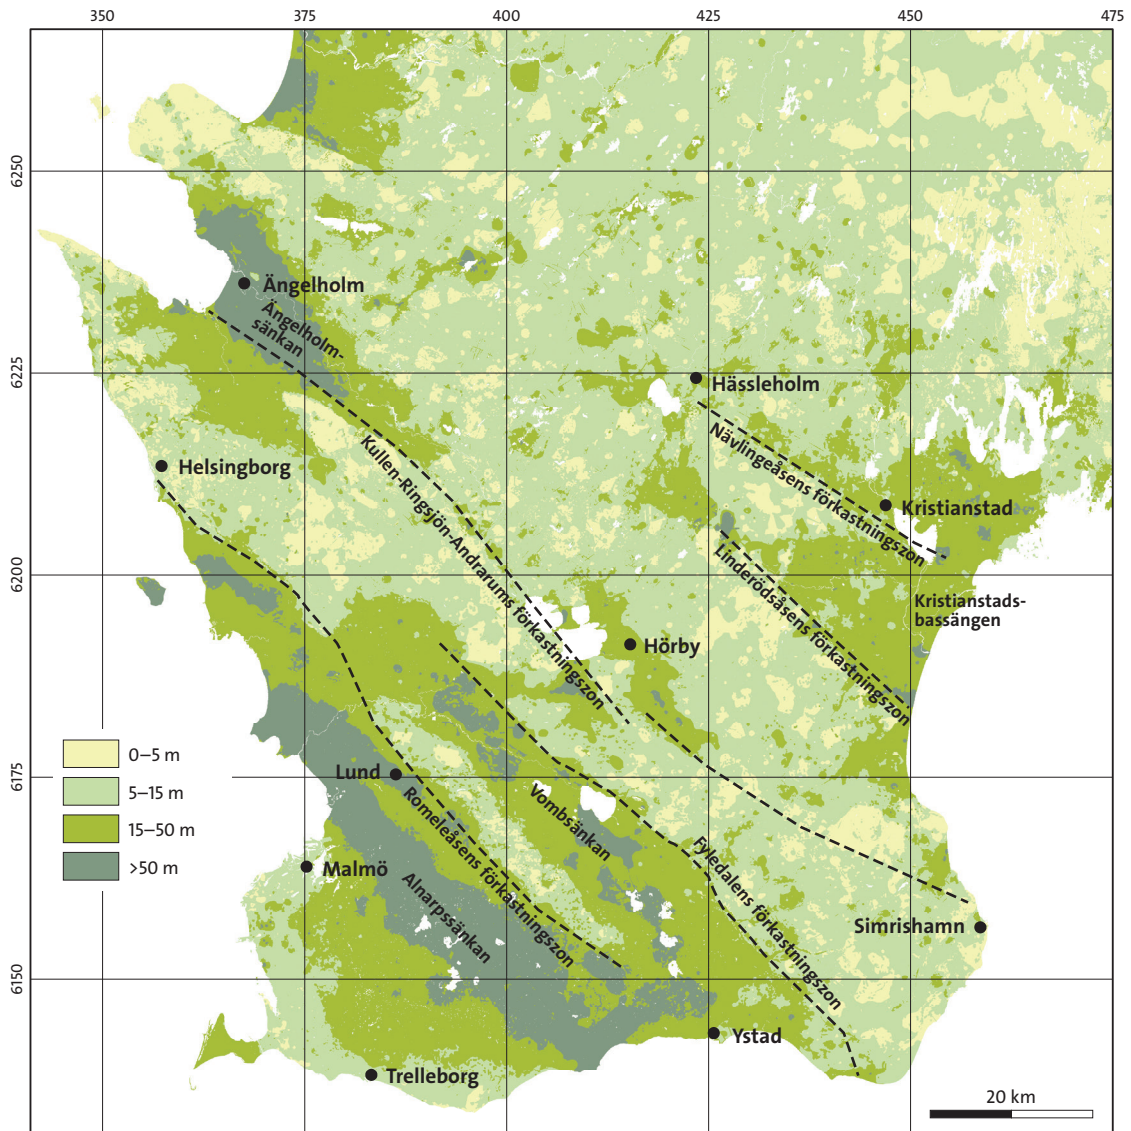 350
375
400
425
450
475
6250
Ängelholm
Ängelholm-
sänkan
6225
Hässleholm
Nävlingeåsens förkastningszon
Kullen-Ringsjön-Andrarums förkastningszon
Helsingborg
Kristianstad
Linderödsåsens förkastningszon
6200
Kristianstads-
bassängen
Hörby
0–5 m
5–15 m
15–50 m
>50 m
6175
Lund
Romeleåsens förkastningszon
Vombsänkan
Fyledalens förkastningszon
Malmö
Alnarpssänkan
Simrishamn
6150
Ystad
Trelleborg
20 km